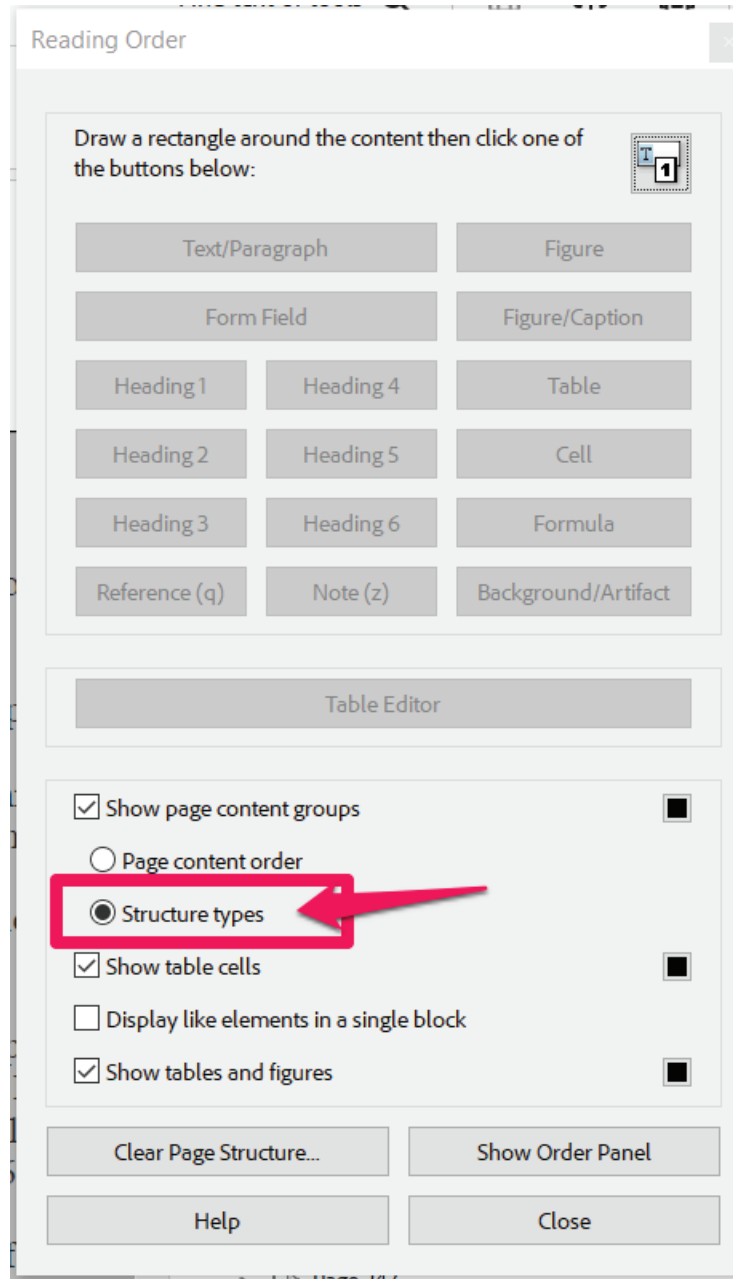 Reading Order
Draw a rectangle around the content then click one of
the buttons below:
Text/Paragraph
Figure
Form Field
Figure/Caption
Heading 1
Heading 4
Table
Heading 2
Heading 5
Cell
Heading 3
Heading 6
Formula
Reference (q)
Note (z)
Background/Artifact
Table Editor
Show page content groups
Page content order
Structure types
Show table cells
Display like elements in a single block
Show tables and figures
Clear Page Structure...
Show Order Panel
Help
Close